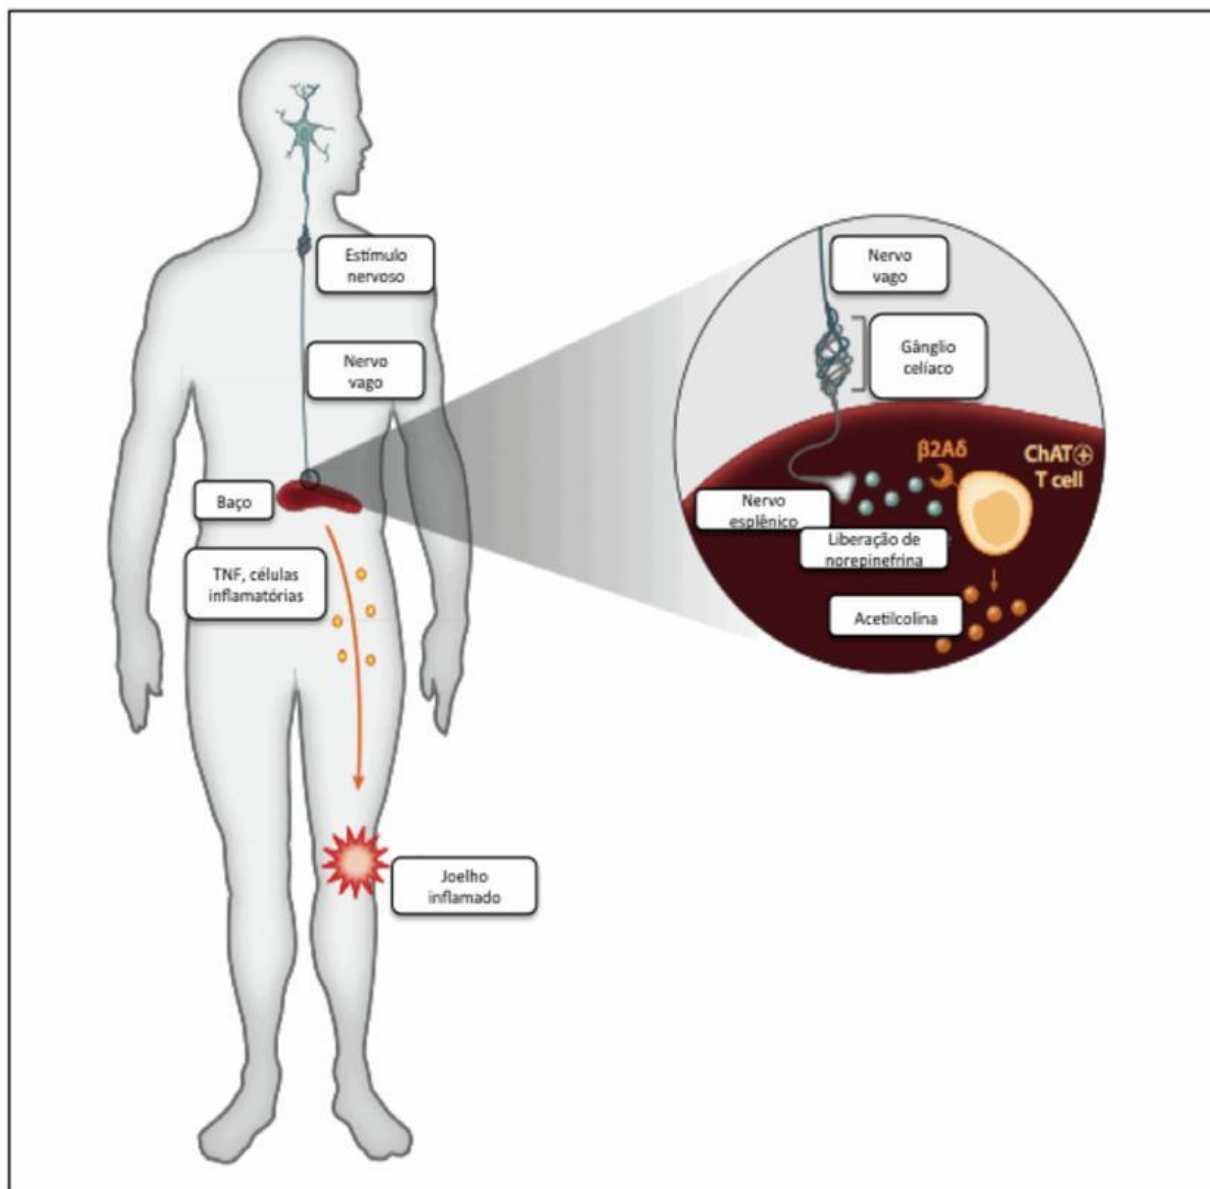 Estímulo
nervoso
Nervo
vago
Baço
TNF, células
inflamatórias
Joelho
inflamado
Nervo
vago
Gânglio
celíaco
β2Aδ
ChAT⊕
T cell
Nervo
esplênico
Liberação de
norepinefrina
Acetilcolina